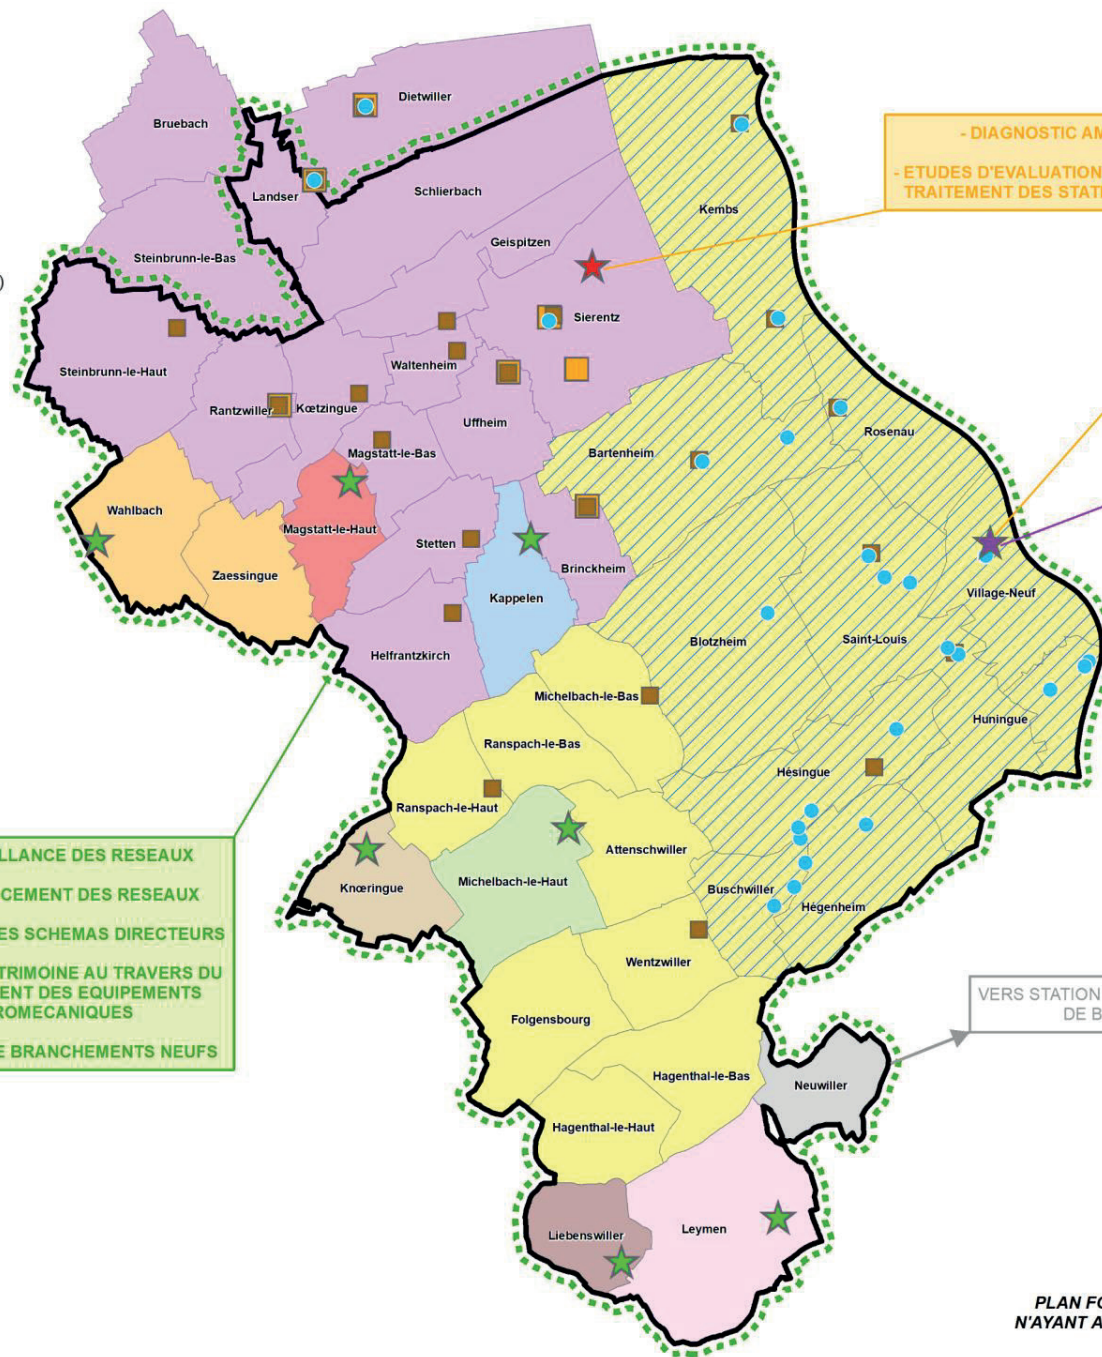 Bruebach
Dietwiller
- DIAGNOSTIC AM
- ETUDES D'EVALUATION
TRAITEMENT DES STATI
Landser
Schlierbach
Kembs
Geispitzen
Steinbrunn-le-Bas
)
Sierentz
Steinbrunn-le-Haut
Waltenheim
Rantzwiller
Kœtzingue
Uffheim
Rosenau
Magstatt-le-Bas
Bartenheim
Wahlbach
Magstatt-le-Haut
Stetten
Brinckheim
Zaessingue
Kappelen
Village-Neuf
Blotzheim
Saint-Louis
Helfrantzkirch
Michelbach-le-Bas
Huningue
Ranspach-le-Bas
Hésingue
Ranspach-le-Haut
Attenschwiller
LLANCE DES RESEAUX
Knœringue
Michelbach-le-Haut
Buschwiller
CEMENT DES RESEAUX
Hégenheim
ES SCHEMAS DIRECTEURS
Wentzwiller
TRIMOINE AU TRAVERS DU
ENT DES EQUIPEMENTS
ROMECANIQUES
VERS STATION
DE B
Folgensbourg
E BRANCHEMENTS NEUFS
Hagenthal-le-Bas
Neuwiller
Hagenthal-le-Haut
Liebenswiller
Leymen
PLAN FO
N'AYANT A